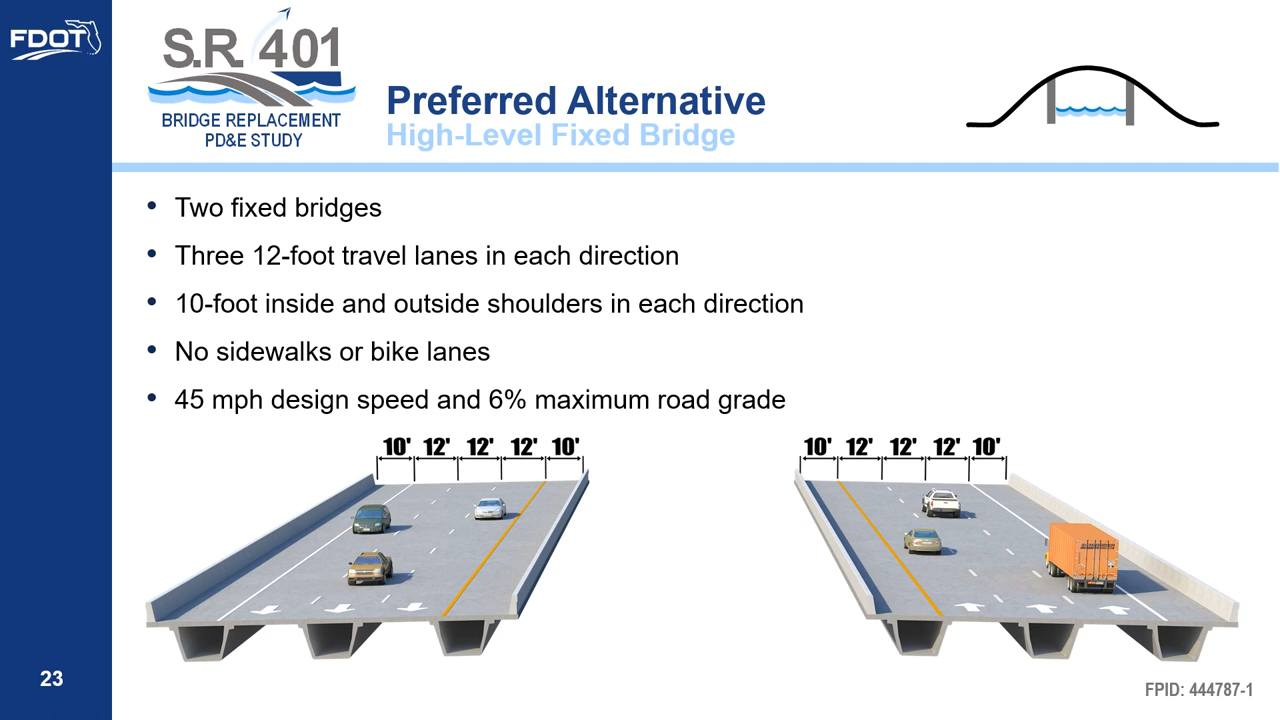 FDOT
S.R. 401
BRIDGE REPLACEMENT
PD&E STUDY
Preferred Alternative
High-Level Fixed Bridge
• Two fixed bridges
• Three 12-foot travel lanes in each direction
• 10-foot inside and outside shoulders in each direction
• No sidewalks or bike lanes
• 45 mph design speed and 6% maximum road grade
10' 12' 12' 12' 10'
10' 12' 12' 12' 10'
23
FPID: 444787-1